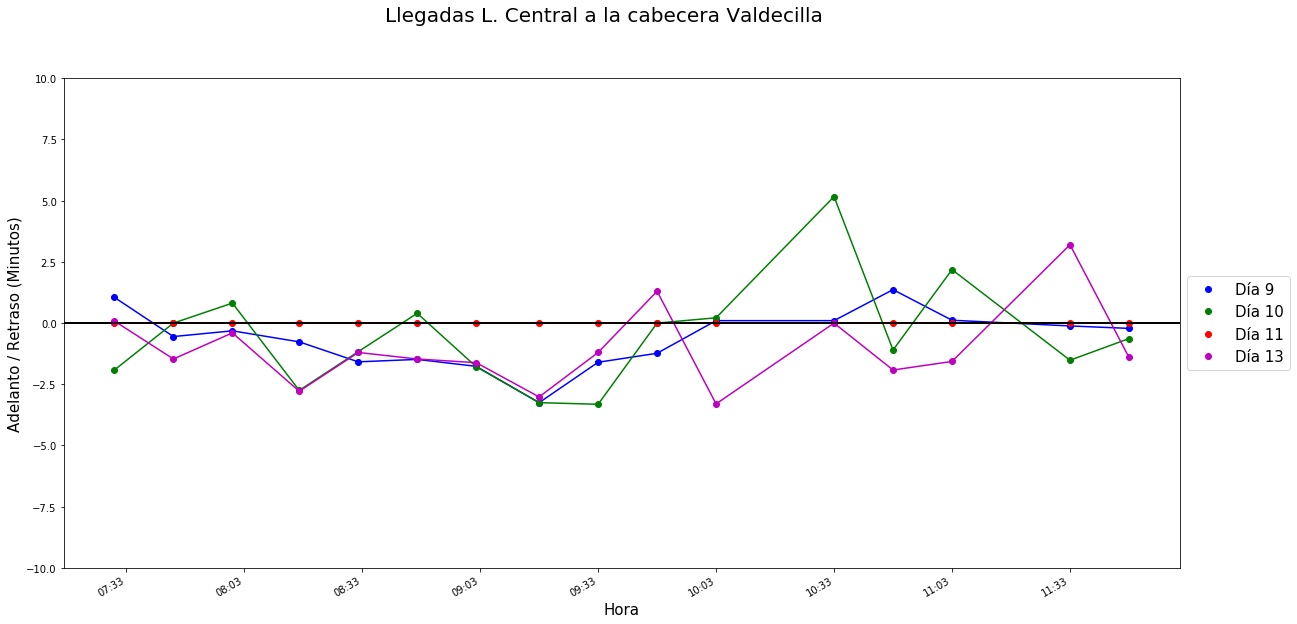 Llegadas L. Central a la cabecera Valdecilla
Adelanto / Retraso (Minutos)
10.0
7.5
5.0
2.5
0.0
−2.5
−5.0
−7.5
−10.0
07:33
08:03
08:33
09:03
09:33
10:03
10:33
11:03
11:33
Hora
Día 9
Día 10
Día 11
Día 13